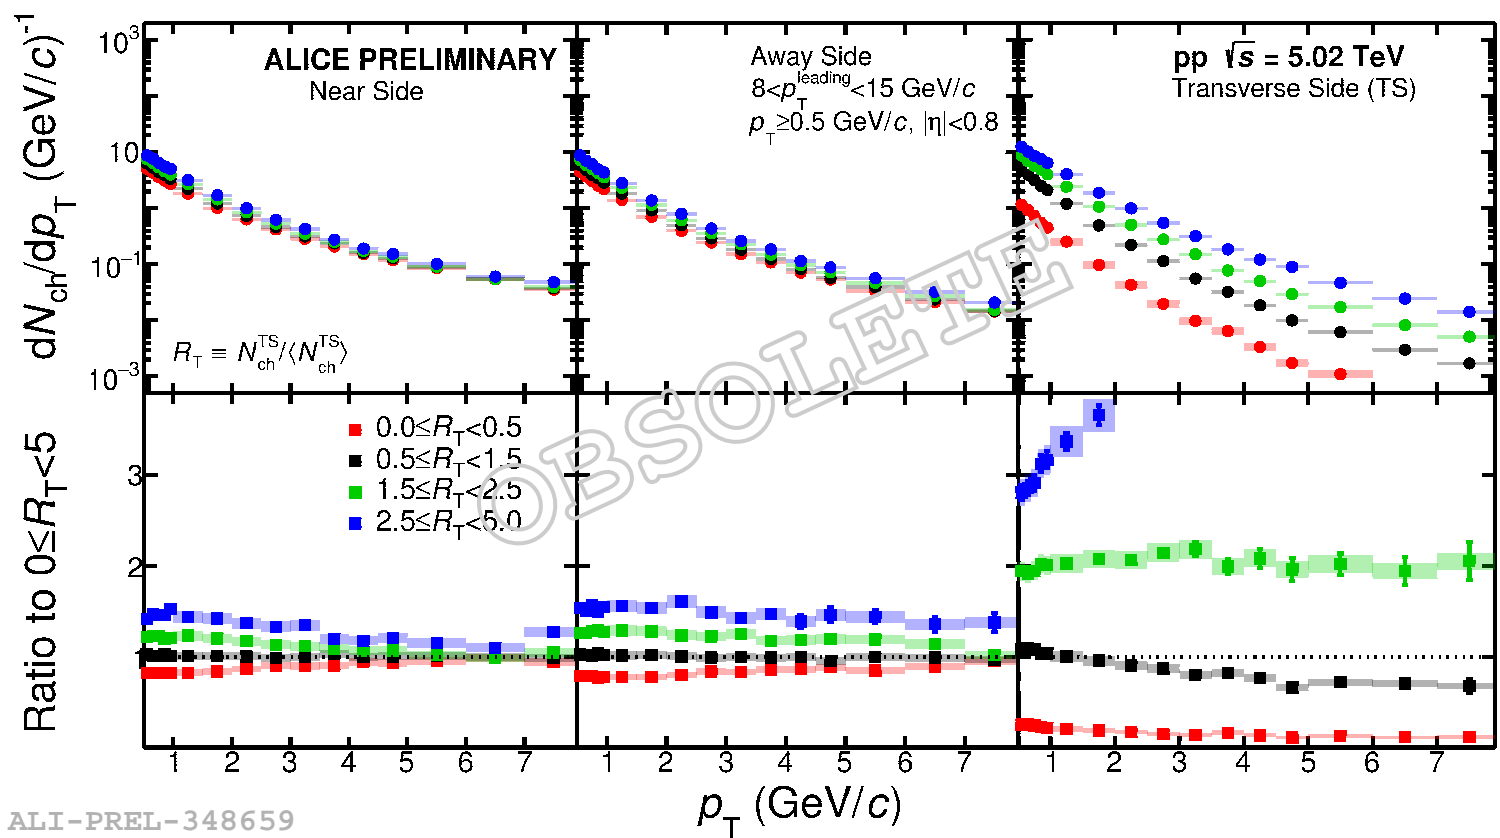 dN_ch/dp_T (GeV/c)^-1
10^3
10
10^-1
10^-3
ALICE PRELIMINARY
Near Side
R_T ≡ N_ch^TS/⟨N_ch^TS⟩
Away Side
8<p_T^leading<15 GeV/c
p_T≥0.5 GeV/c, |η|<0.8
pp √s = 5.02 TeV
Transverse Side (TS)
Ratio to 0≤R_T<5
3
2
1
0.0≤R_T<0.5
0.5≤R_T<1.5
1.5≤R_T<2.5
2.5≤R_T<5.0
OBSOLETE
1 2 3 4 5 6 7
1 2 3 4 5 6 7
1 2 3 4 5 6 7
p_T (GeV/c)
ALI-PREL-348659